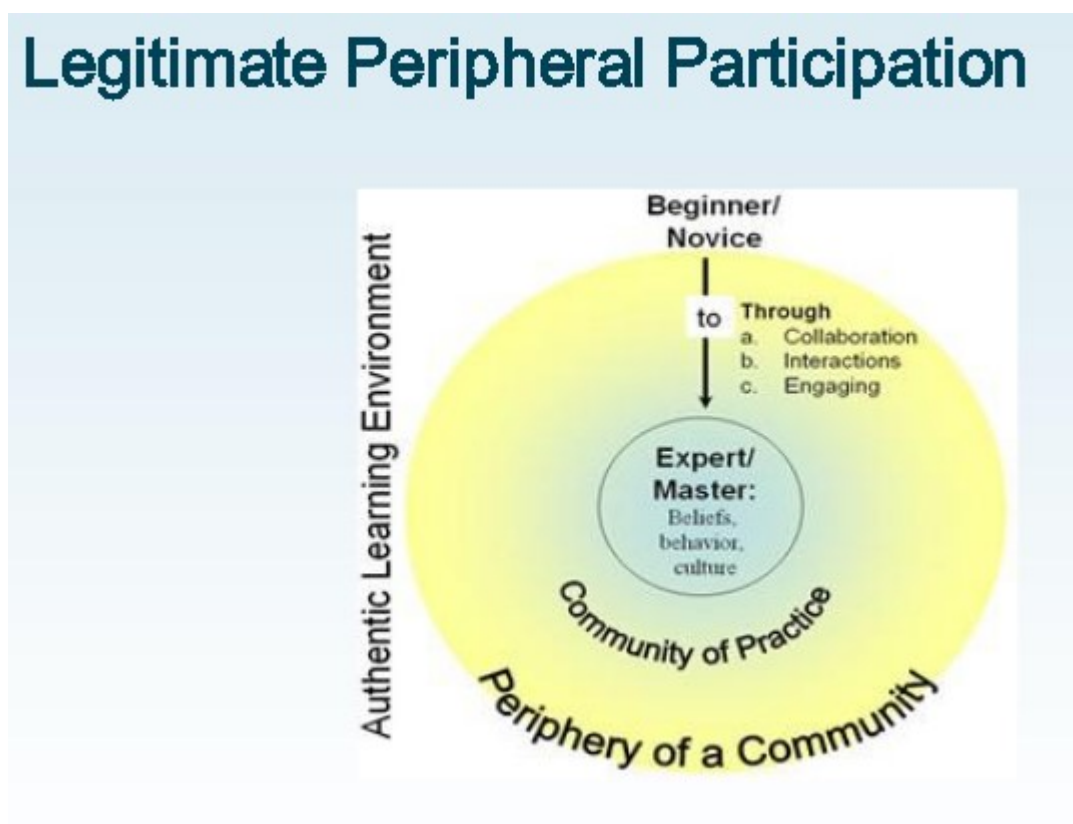 Legitimate Peripheral Participation
Authentic Learning Environment
Beginner/
Novice
to
Through
a. Collaboration
b. Interactions
c. Engaging
Expert/
Master:
Beliefs,
behavior,
culture
Community of Practice
Periphery of a Community